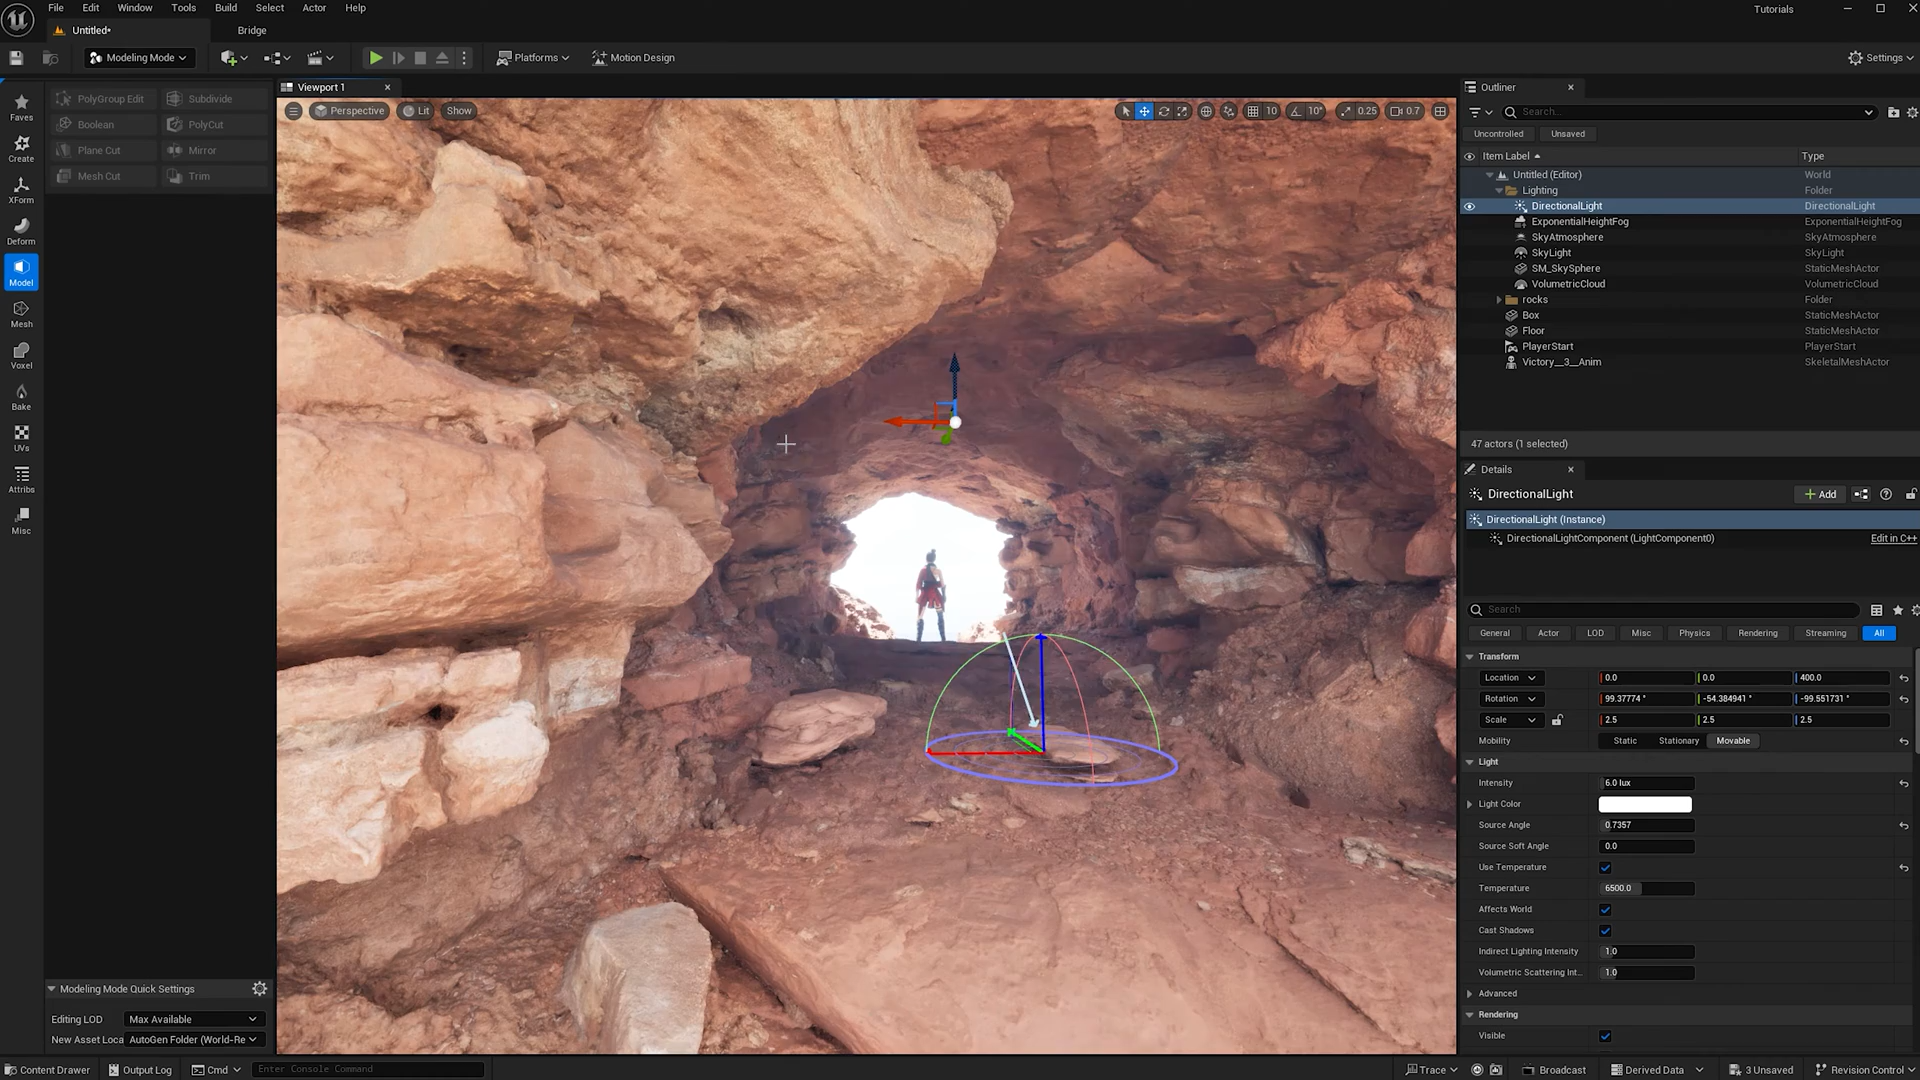 File Edit Window Tools Build Select Actor Help
Tutorials
Untitled•
Bridge
Modeling Mode
Platforms
Motion Design
Settings
Faves
Create
XForm
Deform
Model
Mesh
Voxel
Bake
UVs
Attribs
Misc
PolyGroup Edit Subdivide
Boolean PolyCut
Plane Cut Mirror
Mesh Cut Trim
Modeling Mode Quick Settings
Editing LOD Max Available
New Asset Loca AutoGen Folder (World-Re
Viewport 1
Perspective Lit Show
10 10° 0.25 0.7
Outliner
Search...
Uncontrolled Unsaved
Item Label Type
Untitled (Editor) World
Lighting Folder
DirectionalLight DirectionalLight
ExponentialHeightFog ExponentialHeightFog
SkyAtmosphere SkyAtmosphere
SkyLight SkyLight
SM_SkySphere StaticMeshActor
VolumetricCloud VolumetricCloud
rocks Folder
Box StaticMeshActor
Floor StaticMeshActor
PlayerStart PlayerStart
Victory__3__Anim SkeletalMeshActor
47 actors (1 selected)
Details
DirectionalLight
Add
DirectionalLight (Instance)
DirectionalLightComponent (LightComponent0) Edit in C++
Search
General Actor LOD Misc Physics Rendering Streaming All
Transform
Location 0.0 0.0 400.0
Rotation 99.37774 ° -54.384941 ° -99.551731 °
Scale 2.5 2.5 2.5
Mobility Static Stationary Movable
Light
Intensity 6.0 lux
Light Color
Source Angle 0.7357
Source Soft Angle 0.0
Use Temperature
Temperature 6500.0
Affects World
Cast Shadows
Indirect Lighting Intensity 1.0
Volumetric Scattering Int... 1.0
Advanced
Rendering
Visible
Content Drawer Output Log Cmd Enter Console Command
Trace Broadcast Derived Data 3 Unsaved Revision Control